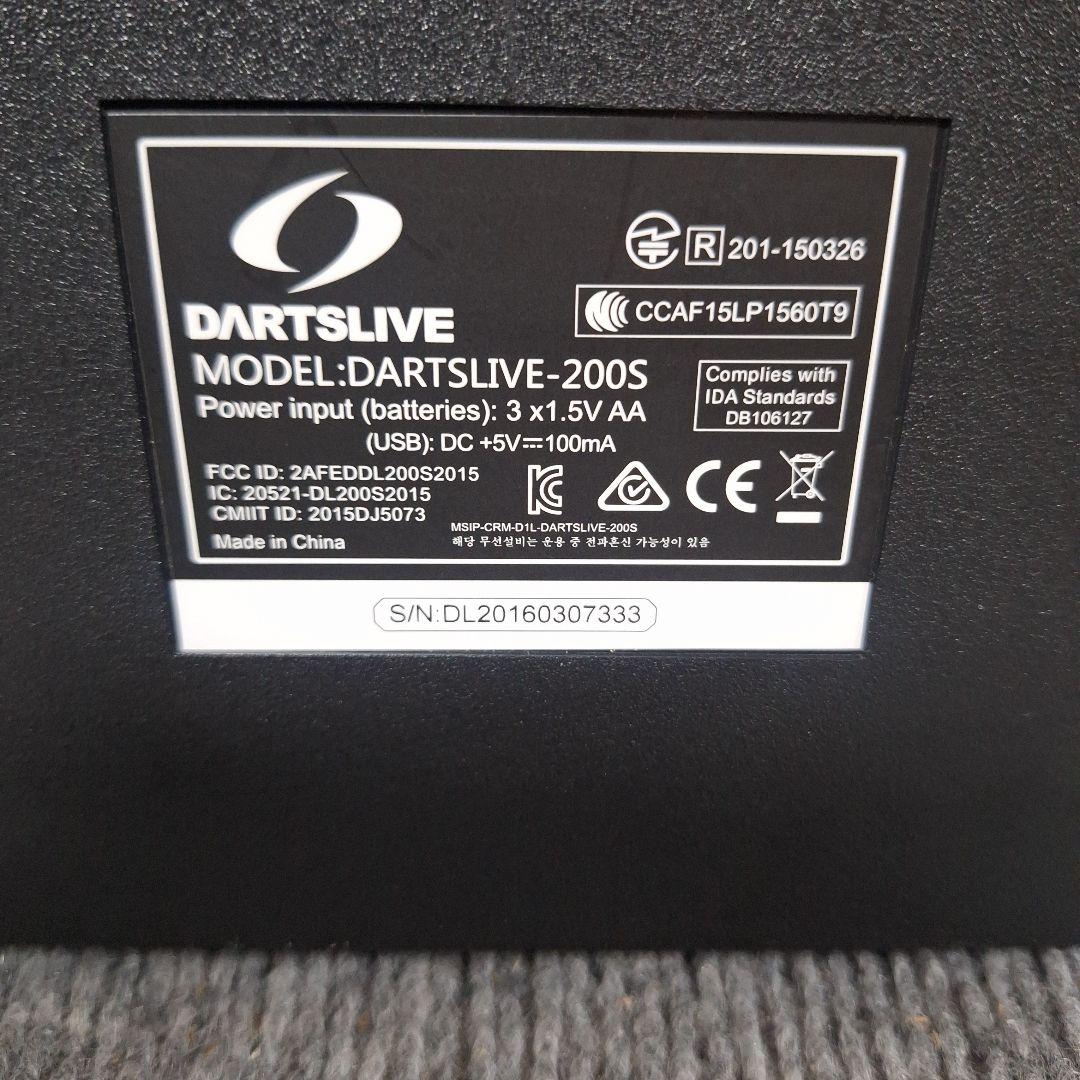 DARTSLIVE
MODEL:DARTSLIVE-200S
Power input (batteries): 3 x1.5V AA
(USB): DC +5V⎓100mA
FCC ID: 2AFEDDL200S2015
IC: 20521-DL200S2015
CMIIT ID: 2015DJ5073
Made in China
R 201-150326
CCAF15LP1560T9
Complies with
IDA Standards
DB106127
CE
MSIP-CRM-D1L-DARTSLIVE-200S
해당 무선설비는 운용 중 전파혼신 가능성이 있음
S/N:DL20160307333